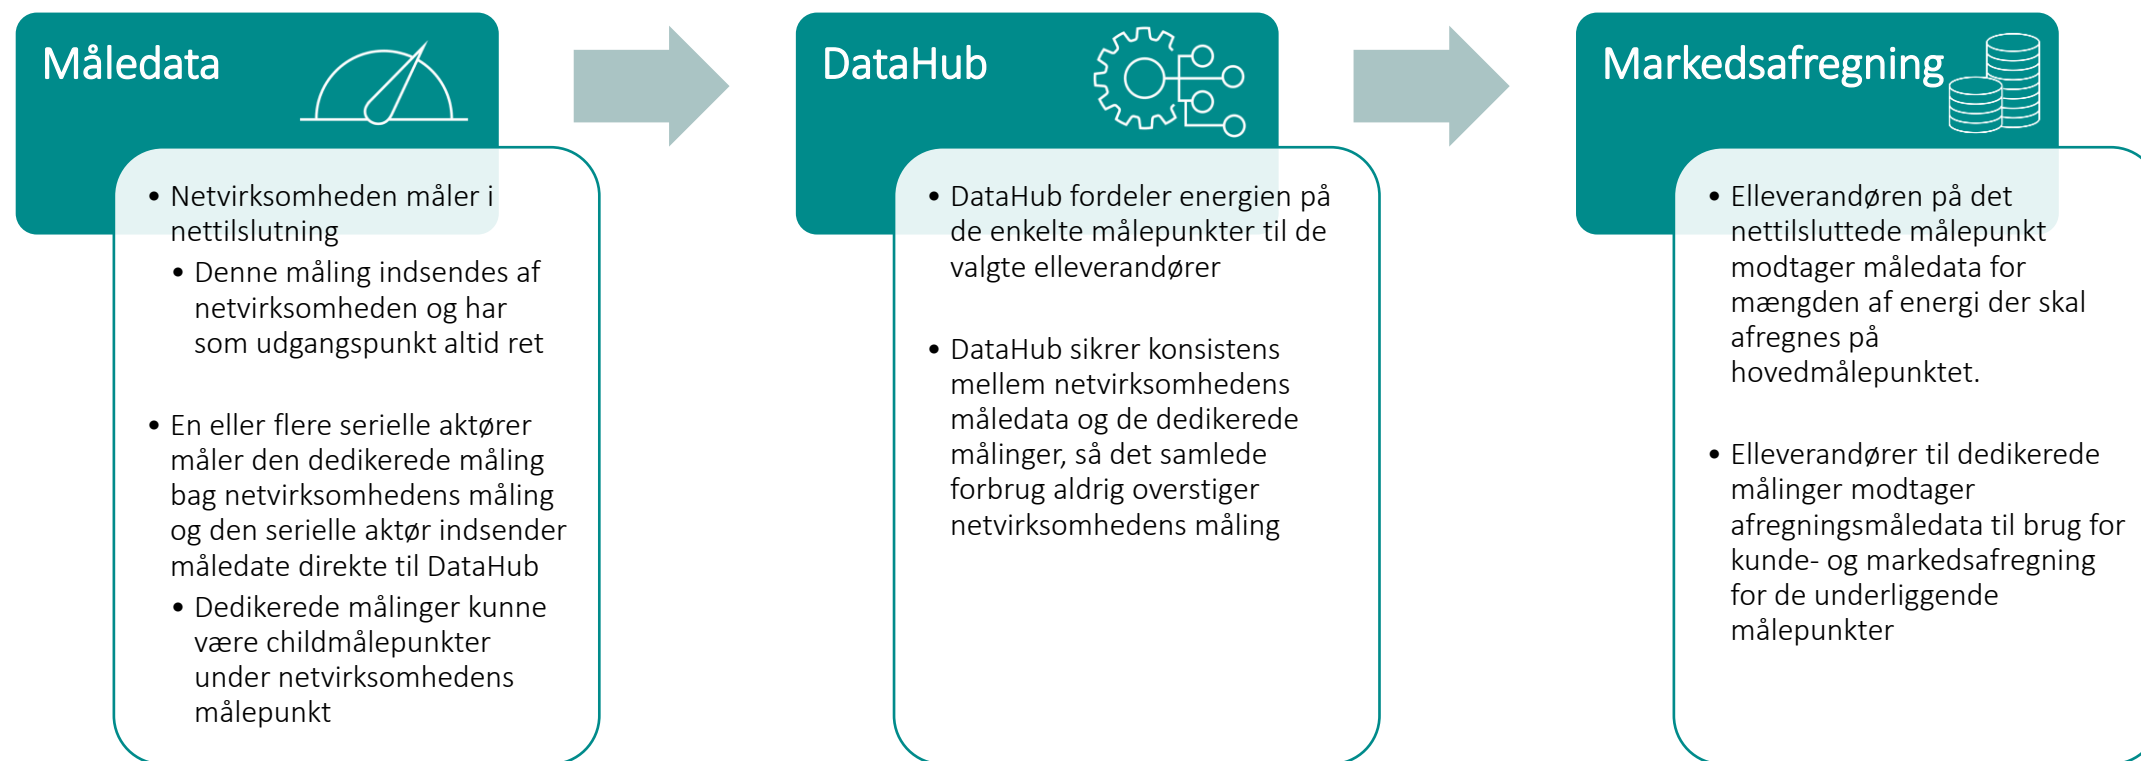 Måledata
• Netvirksomheden måler i
nettilslutning
• Denne måling indsendes af
netvirksomheden og har
som udgangspunkt altid ret
• En eller flere serielle aktører
måler den dedikerede måling
bag netvirksomhedens måling
og den serielle aktør indsender
måledate direkte til DataHub
• Dedikerede målinger kunne
være childmålepunkter
under netvirksomhedens
målepunkt
DataHub
• DataHub fordeler energien på
de enkelte målepunkter til de
valgte elleverandører
• DataHub sikrer konsistens
mellem netvirksomhedens
måledata og de dedikerede
målinger, så det samlede
forbrug aldrig overstiger
netvirksomhedens måling
Markedsafregning
• Elleverandøren på det
nettilsluttede målepunkt
modtager måledata for
mængden af energi der skal
afregnes på
hovedmålepunktet.
• Elleverandører til dedikerede
målinger modtager
afregningsmåledata til brug for
kunde- og markedsafregning
for de underliggende
målepunkter